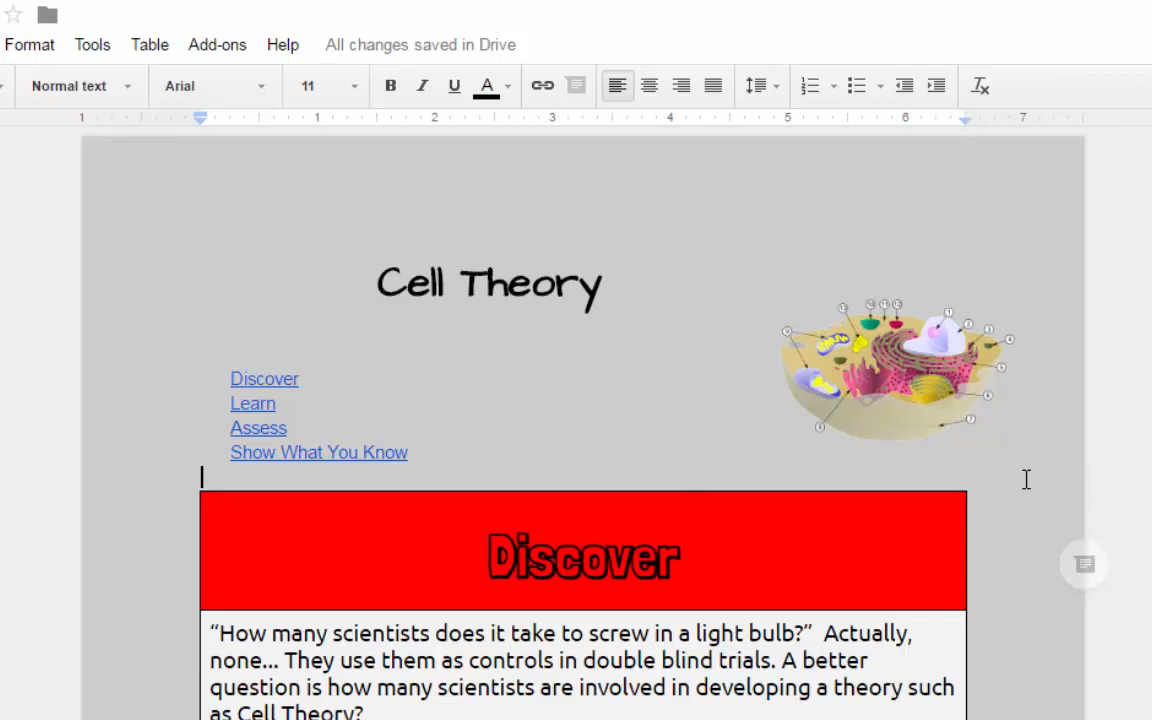 Format Tools Table Add-ons Help All changes saved in Drive
Normal text Arial 11 B I U A
1 1 2 3 4 5 6 7
Cell Theory
Discover
Learn
Assess
Show What You Know
Discover
“How many scientists does it take to screw in a light bulb?” Actually,
none... They use them as controls in double blind trials. A better
question is how many scientists are involved in developing a theory such
as Cell Theory?